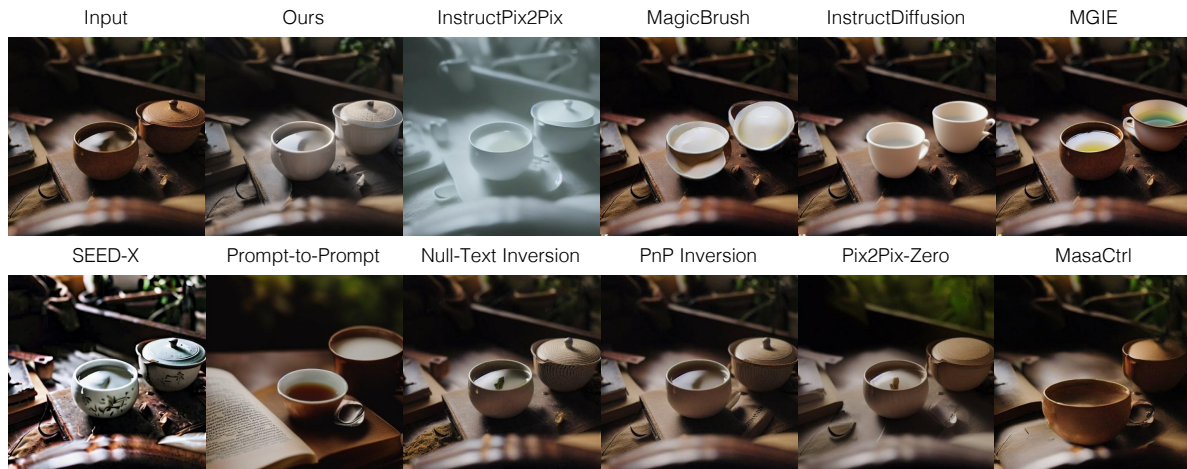 Input
Ours
InstructPix2Pix
MagicBrush
InstructDiffusion
MGIE
SEED-X
Prompt-to-Prompt
Null-Text Inversion
PnP Inversion
Pix2Pix-Zero
MasaCtrl